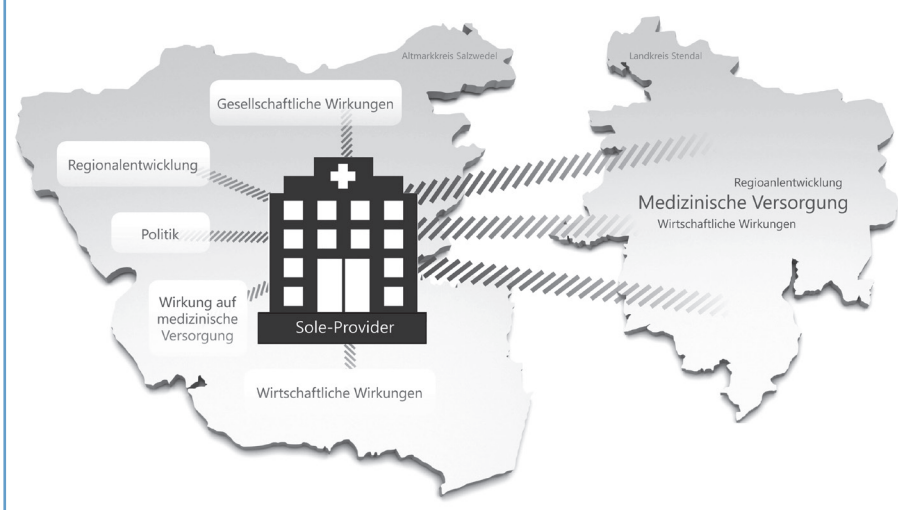 Altmarkkreis Salzwedel
Landkreis Stendal
Gesellschaftliche Wirkungen
Regionalentwicklung
Politik
Wirkung auf
medizinische
Versorgung
Sole-Provider
Wirtschaftliche Wirkungen
Regioanlentwicklung
Medizinische Versorgung
Wirtschaftliche Wirkungen